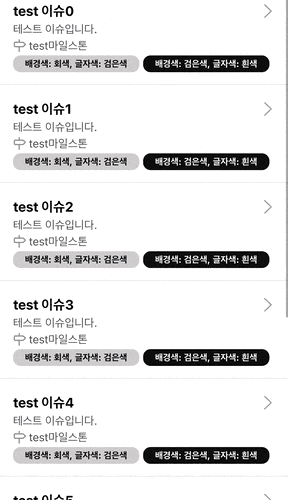 test 이슈0
테스트 이슈입니다.
test마일스톤
배경색: 회색, 글자색: 검은색 배경색: 검은색, 글자색: 흰색
test 이슈1
테스트 이슈입니다.
test마일스톤
배경색: 회색, 글자색: 검은색 배경색: 검은색, 글자색: 흰색
test 이슈2
테스트 이슈입니다.
test마일스톤
배경색: 회색, 글자색: 검은색 배경색: 검은색, 글자색: 흰색
test 이슈3
테스트 이슈입니다.
test마일스톤
배경색: 회색, 글자색: 검은색 배경색: 검은색, 글자색: 흰색
test 이슈4
테스트 이슈입니다.
test마일스톤
배경색: 회색, 글자색: 검은색 배경색: 검은색, 글자색: 흰색
test 이슈5